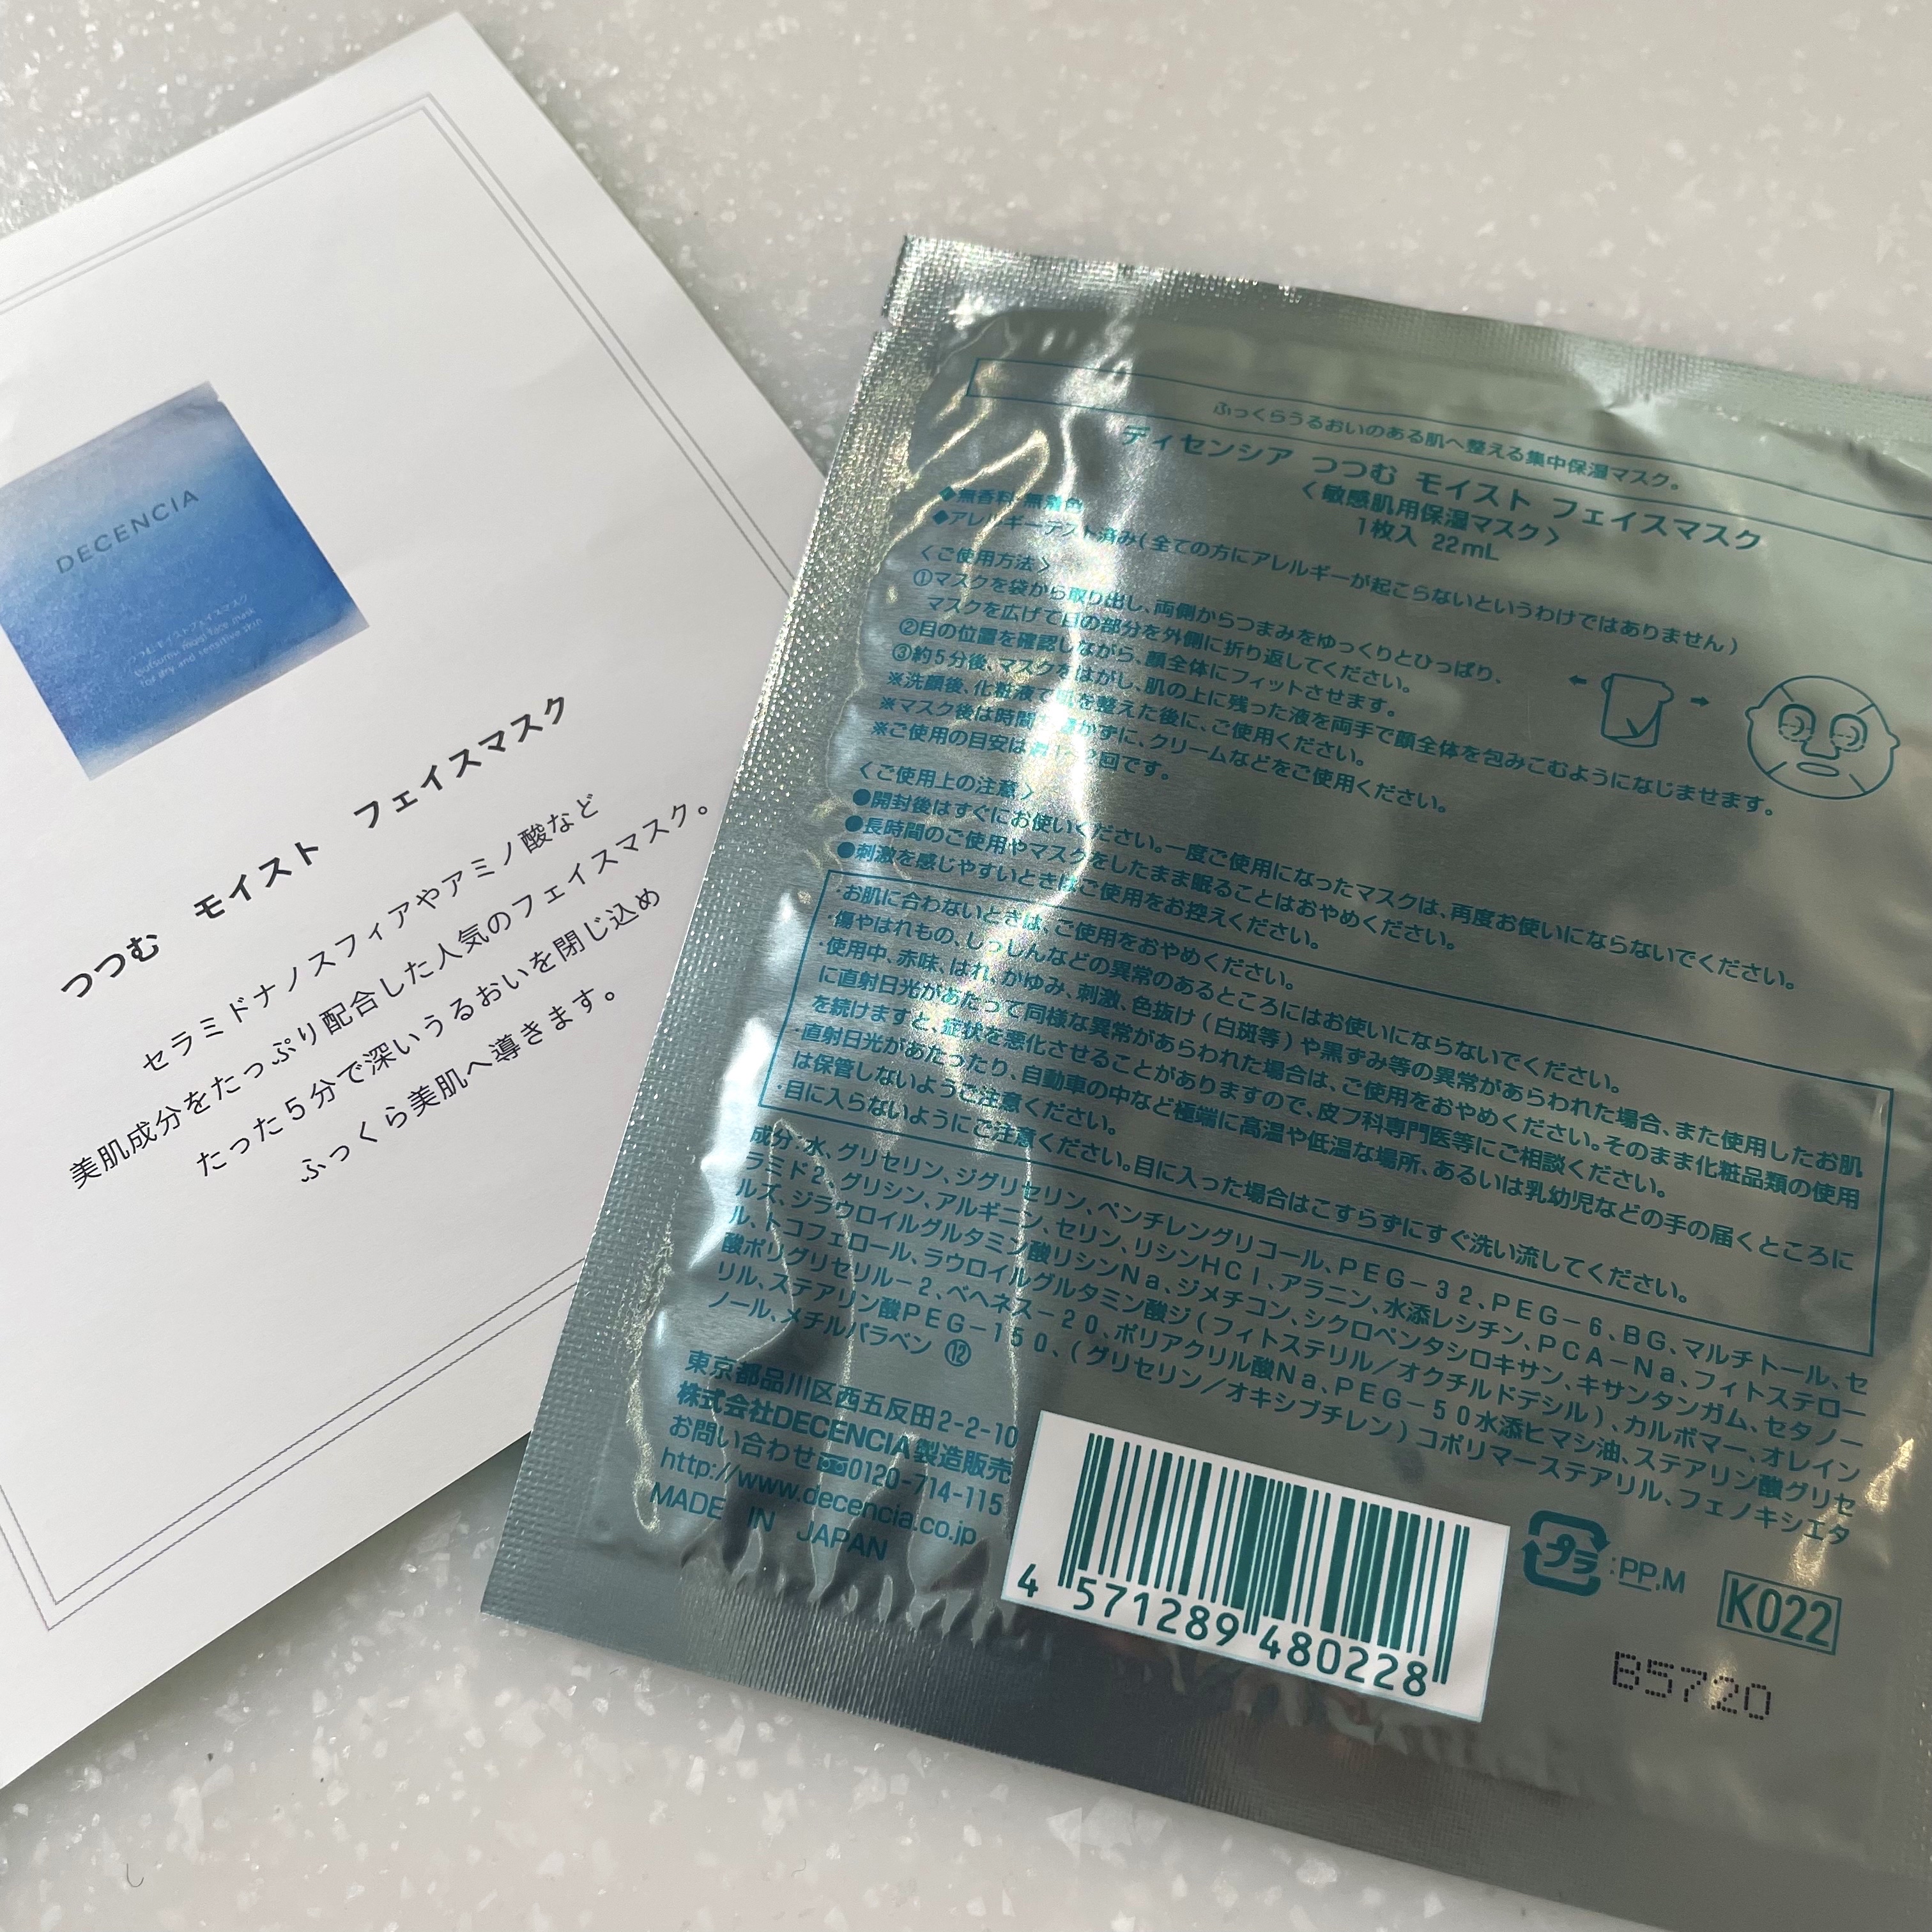 DECENCIA
つつむ モイスト フェイスマスク
tsutsumu moist face mask
for dry and sensitive skin
つつむ モイスト フェイスマスク
セラミドナノスフィアやアミノ酸など
美肌成分をたっぷり配合した人気のフェイスマスク。
たった5分で深いうるおいを閉じ込め
ふっくら美肌へ導きます。
ふっくらうるおいのある肌へ整える集中保湿マスク。
ディセンシア つつむ モイスト フェイスマスク
〈敏感肌用保湿マスク〉
1枚入 22mL
◆無香料・無着色
◆アレルギーテスト済み(全ての方にアレルギーが起こらないというわけではありません)
〈ご使用方法〉
①マスクを袋から取り出し、両側からつまみをゆっくりとひっぱり、
マスクを広げて目の部分を外側に折り返してください。
②目の位置を確認しながら、顔全体にフィットさせます。
③約5分後、マスクをはがし、肌の上に残った液を両手で顔全体を包みこむようになじませます。
※洗顔後、化粧液で肌を整えた後に、ご使用ください。
※マスク後は時間を置かずに、クリームなどをご使用ください。
※ご使用の目安は 回です。
〈ご使用上の注意〉
●開封後はすぐにお使いください。一度ご使用になったマスクは、再度お使いにならないでください。
●長時間のご使用やマスクをしたまま眠ることはおやめください。
●刺激を感じやすいときはご使用をお控えください。
・お肌に合わないときは、ご使用をおやめください。
・傷やはれもの、しっしんなどの異常のあるところにはお使いにならないでください。
・使用中、赤味、はれ、かゆみ、刺激、色抜け(白斑等)や黒ずみ等の異常があらわれた場合、また使用したお肌
に直射日光があたって同様な異常があらわれた場合は、ご使用をおやめください。そのまま化粧品類の使用
を続けますと、症状を悪化させることがありますので、皮フ科専門医等にご相談ください。
・直射日光があたったり、自動車の中など極端に高温や低温な場所、あるいは乳幼児などの手の届くところに
は保管しないようご注意ください。
・目に入らないようにご注意ください。目に入った場合はこすらずにすぐ洗い流してください。
成分:水、グリセリン、ジグリセリン、ペンチレングリコール、PEG-32、PEG-6、BG、マルチトール、セ
ラミド2、グリシン、アルギニン、セリン、リシンHCl、アラニン、水添レシチン、PCA-Na、フィトステロー
ルズ、ジラウロイルグルタミン酸リシンNa、ジメチコン、シクロペンタシロキサン、キサンタンガム、セタノー
ル、トコフェロール、ラウロイルグルタミン酸ジ(フィトステリル/オクチルドデシル)、カルボマー、オレイン
酸ポリグリセリル-2、ベヘネス-20、ポリアクリル酸Na、PEG-50水添ヒマシ油、ステアリン酸グリセ
リル、ステアリン酸PEG-150、(グリセリン/オキシブチレン)コポリマーステアリル、フェノキシエタ
ノール、メチルパラベン ⑫
東京都品川区西五反田2-2-10
株式会社DECENCIA製造販売
お問い合わせ 0120-714-115
http://www.decencia.co.jp
MADE IN JAPAN
4 571289 480228
プラ :PP,M
K022
B5720